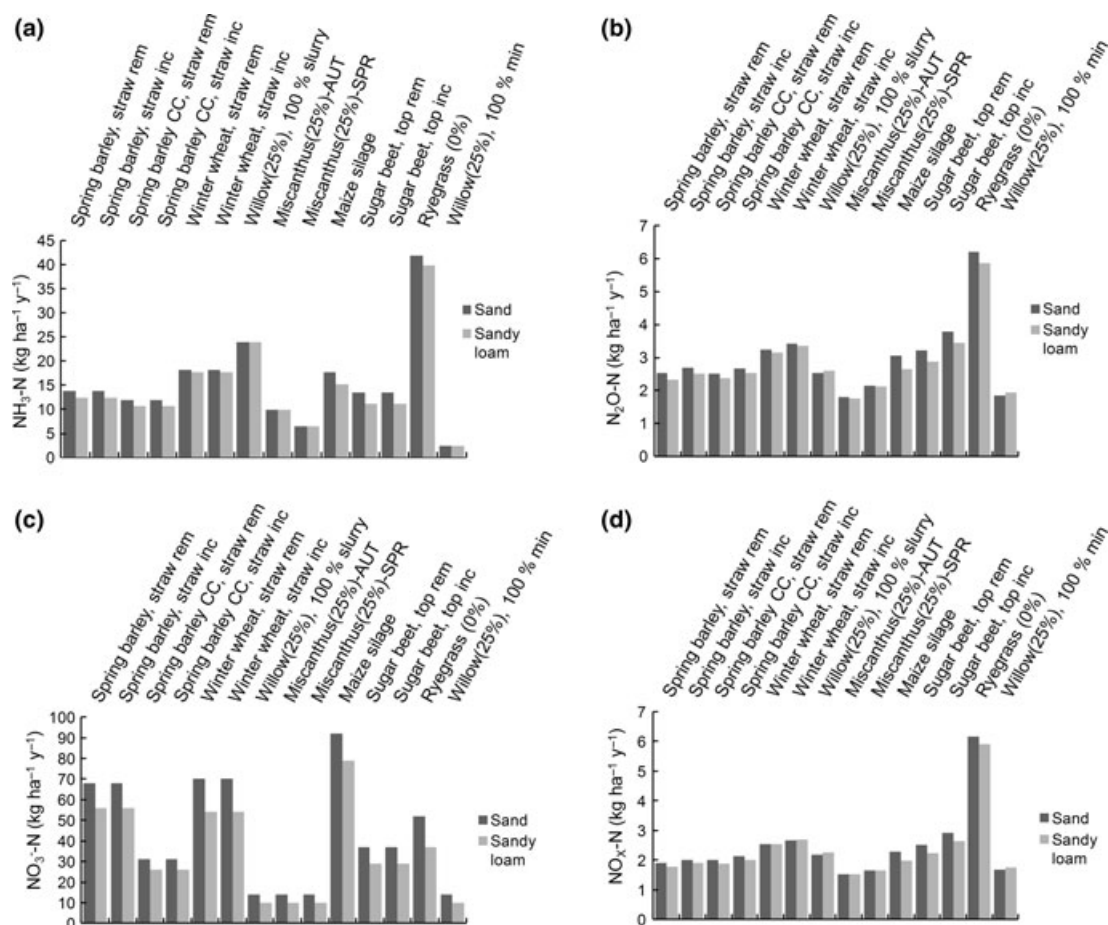 (a)
Spring barley, straw rem
Spring barley, straw inc
Spring barley CC, straw rem
Spring barley CC, straw inc
Winter wheat, straw rem
Winter wheat, straw inc
Willow(25%), 100 % slurry
Miscanthus(25%)-AUT
Miscanthus(25%)-SPR
Maize silage
Sugar beet, top rem
Sugar beet, top inc
Ryegrass (0%)
Willow(25%), 100 % min
45
40
35
30
25
20
15
10
5
0
NH₃-N (kg ha⁻¹ y⁻¹)
Sand
Sandy
loam
(b)
Spring barley, straw rem
Spring barley, straw inc
Spring barley CC, straw rem
Spring barley CC, straw inc
Winter wheat, straw rem
Winter wheat, straw inc
Willow(25%), 100 % slurry
Miscanthus(25%)-AUT
Miscanthus(25%)-SPR
Maize silage
Sugar beet, top rem
Sugar beet, top inc
Ryegrass (0%)
Willow(25%), 100 % min
7
6
5
4
3
2
1
0
N₂O-N (kg ha⁻¹ y⁻¹)
Sand
Sandy
loam
(c)
Spring barley, straw rem
Spring barley, straw inc
Spring barley CC, straw rem
Spring barley CC, straw inc
Winter wheat, straw rem
Winter wheat, straw inc
Willow(25%), 100 % slurry
Miscanthus(25%)-AUT
Miscanthus(25%)-SPR
Maize silage
Sugar beet, top rem
Sugar beet, top inc
Ryegrass (0%)
Willow(25%), 100 % min
100
90
80
70
60
50
40
30
20
10
0
NO₃⁻-N (kg ha⁻¹ y⁻¹)
Sand
Sandy
loam
(d)
Spring barley, straw rem
Spring barley, straw inc
Spring barley CC, straw rem
Spring barley CC, straw inc
Winter wheat, straw rem
Winter wheat, straw inc
Willow(25%), 100 % slurry
Miscanthus(25%)-AUT
Miscanthus(25%)-SPR
Maize silage
Sugar beet, top rem
Sugar beet, top inc
Ryegrass (0%)
Willow(25%), 100 % min
7
6
5
4
3
2
1
0
NOₓ-N (kg ha⁻¹ y⁻¹)
Sand
Sandy
loam